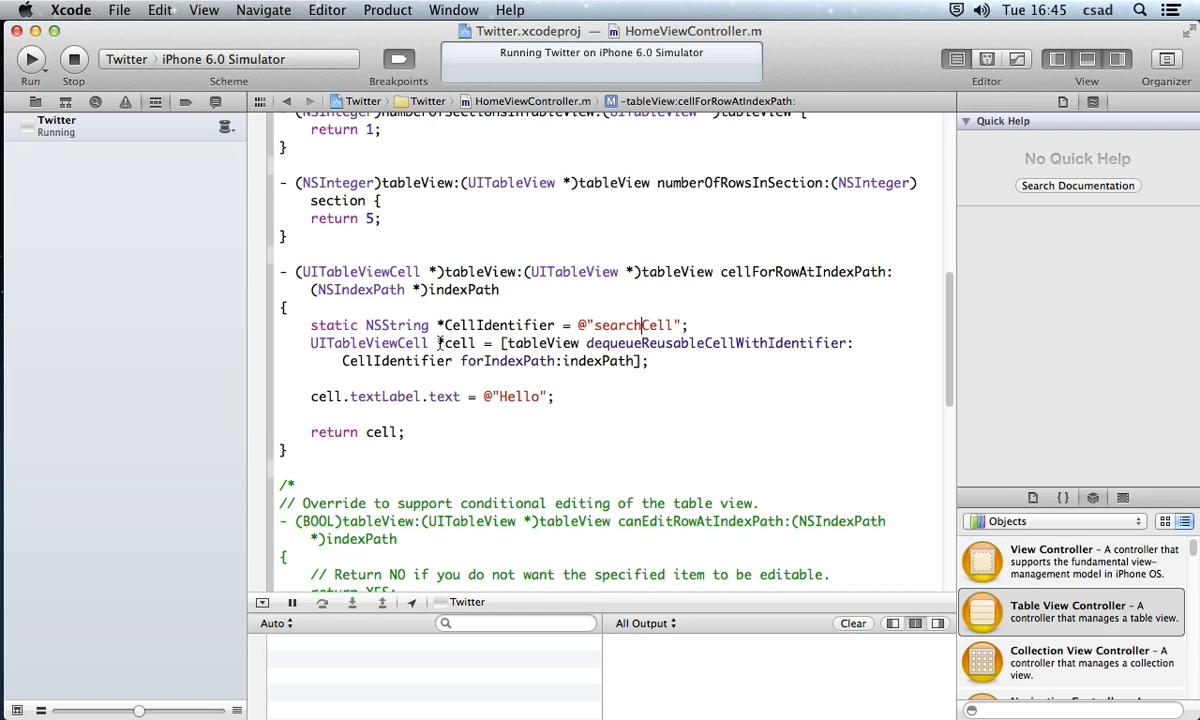 Xcode File Edit View Navigate Editor Product Window Help Tue 16:45 csad
Twitter.xcodeproj — HomeViewController.m
Twitter 〉 iPhone 6.0 Simulator
Running Twitter on iPhone 6.0 Simulator
Run Stop Scheme Breakpoints Editor View Organizer
Twitter Twitter HomeViewController.m M -tableView:cellForRowAtIndexPath:
Twitter
Running
- (NSInteger)numberOfSectionsInTableView:(UITableView *)tableView {
return 1;
}
- (NSInteger)tableView:(UITableView *)tableView numberOfRowsInSection:(NSInteger)
section {
return 5;
}
- (UITableViewCell *)tableView:(UITableView *)tableView cellForRowAtIndexPath:
(NSIndexPath *)indexPath
{
static NSString *CellIdentifier = @"searchCell";
UITableViewCell *cell = [tableView dequeueReusableCellWithIdentifier:
CellIdentifier forIndexPath:indexPath];
cell.textLabel.text = @"Hello";
return cell;
}
/*
// Override to support conditional editing of the table view.
- (BOOL)tableView:(UITableView *)tableView canEditRowAtIndexPath:(NSIndexPath
*)indexPath
{
// Return NO if you do not want the specified item to be editable.
return YES;
Twitter
Auto
All Output
Clear
Quick Help
No Quick Help
Search Documentation
{ }
Objects
View Controller – A controller that
supports the fundamental view-
management model in iPhone OS.
Table View Controller – A
controller that manages a table view.
Collection View Controller – A
controller that manages a collection
view.